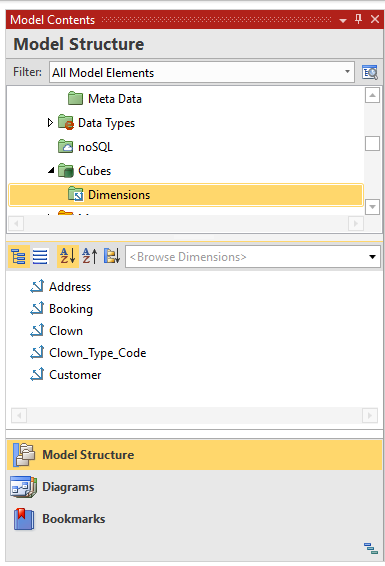 Model Contents
Model Structure
Filter: All Model Elements
Meta Data
Data Types
noSQL
Cubes
Dimensions
<Browse Dimensions>
Address
Booking
Clown
Clown_Type_Code
Customer
Model Structure
Diagrams
Bookmarks